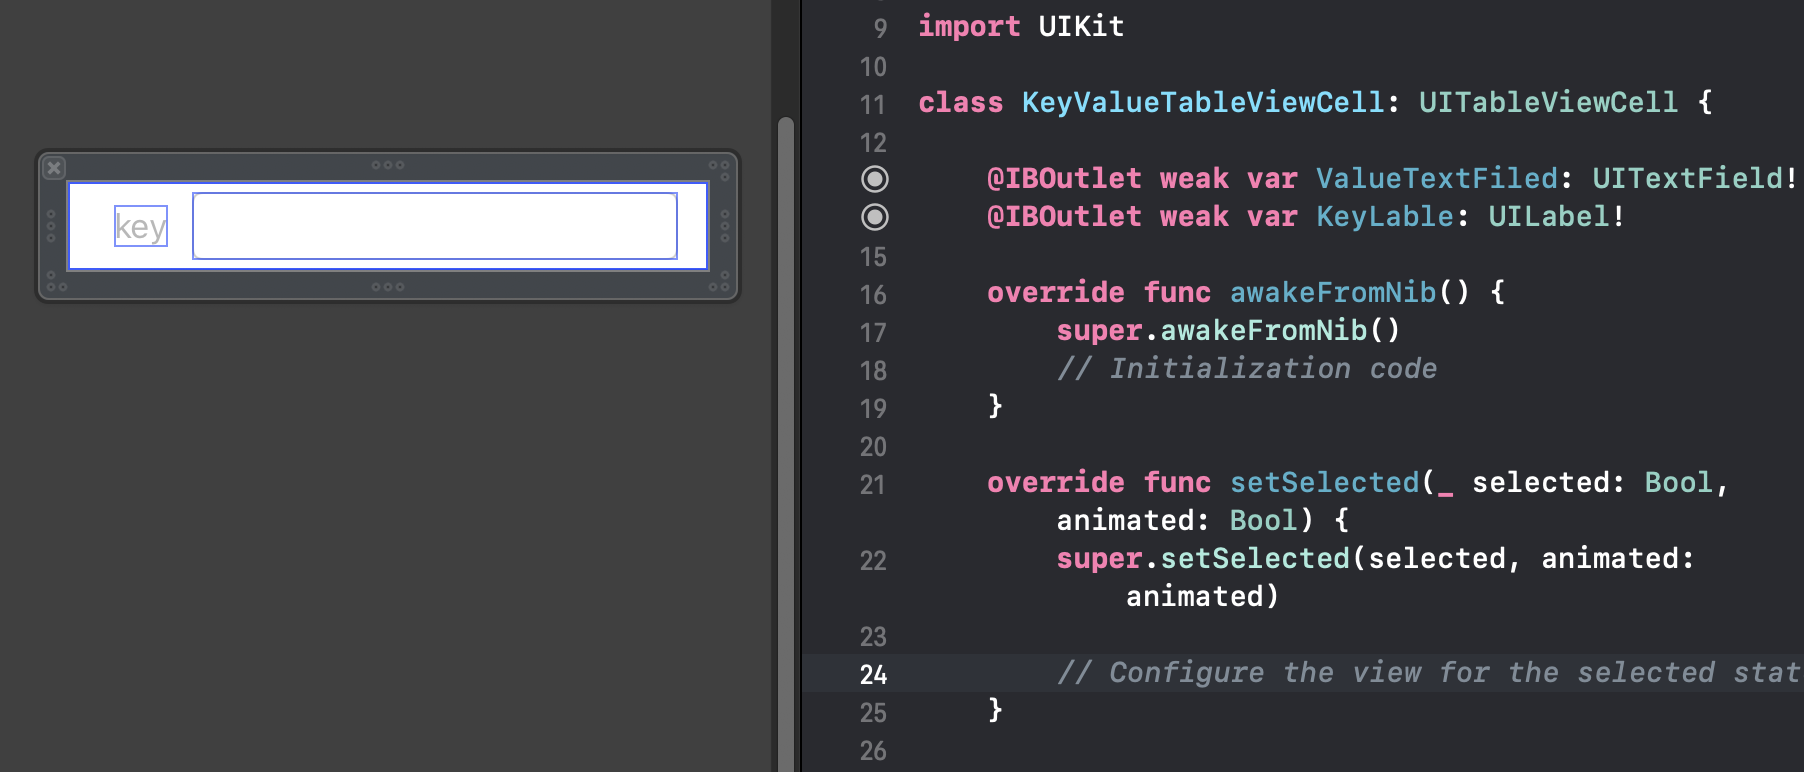 key
9 import UIKit
10
11 class KeyValueTableViewCell: UITableViewCell {
12
@IBOutlet weak var ValueTextFiled: UITextField!
@IBOutlet weak var KeyLable: UILabel!
15
16 override func awakeFromNib() {
17 super.awakeFromNib()
18 // Initialization code
19 }
20
21 override func setSelected(_ selected: Bool,
animated: Bool) {
22 super.setSelected(selected, animated:
animated)
23
24 // Configure the view for the selected stat
25 }
26